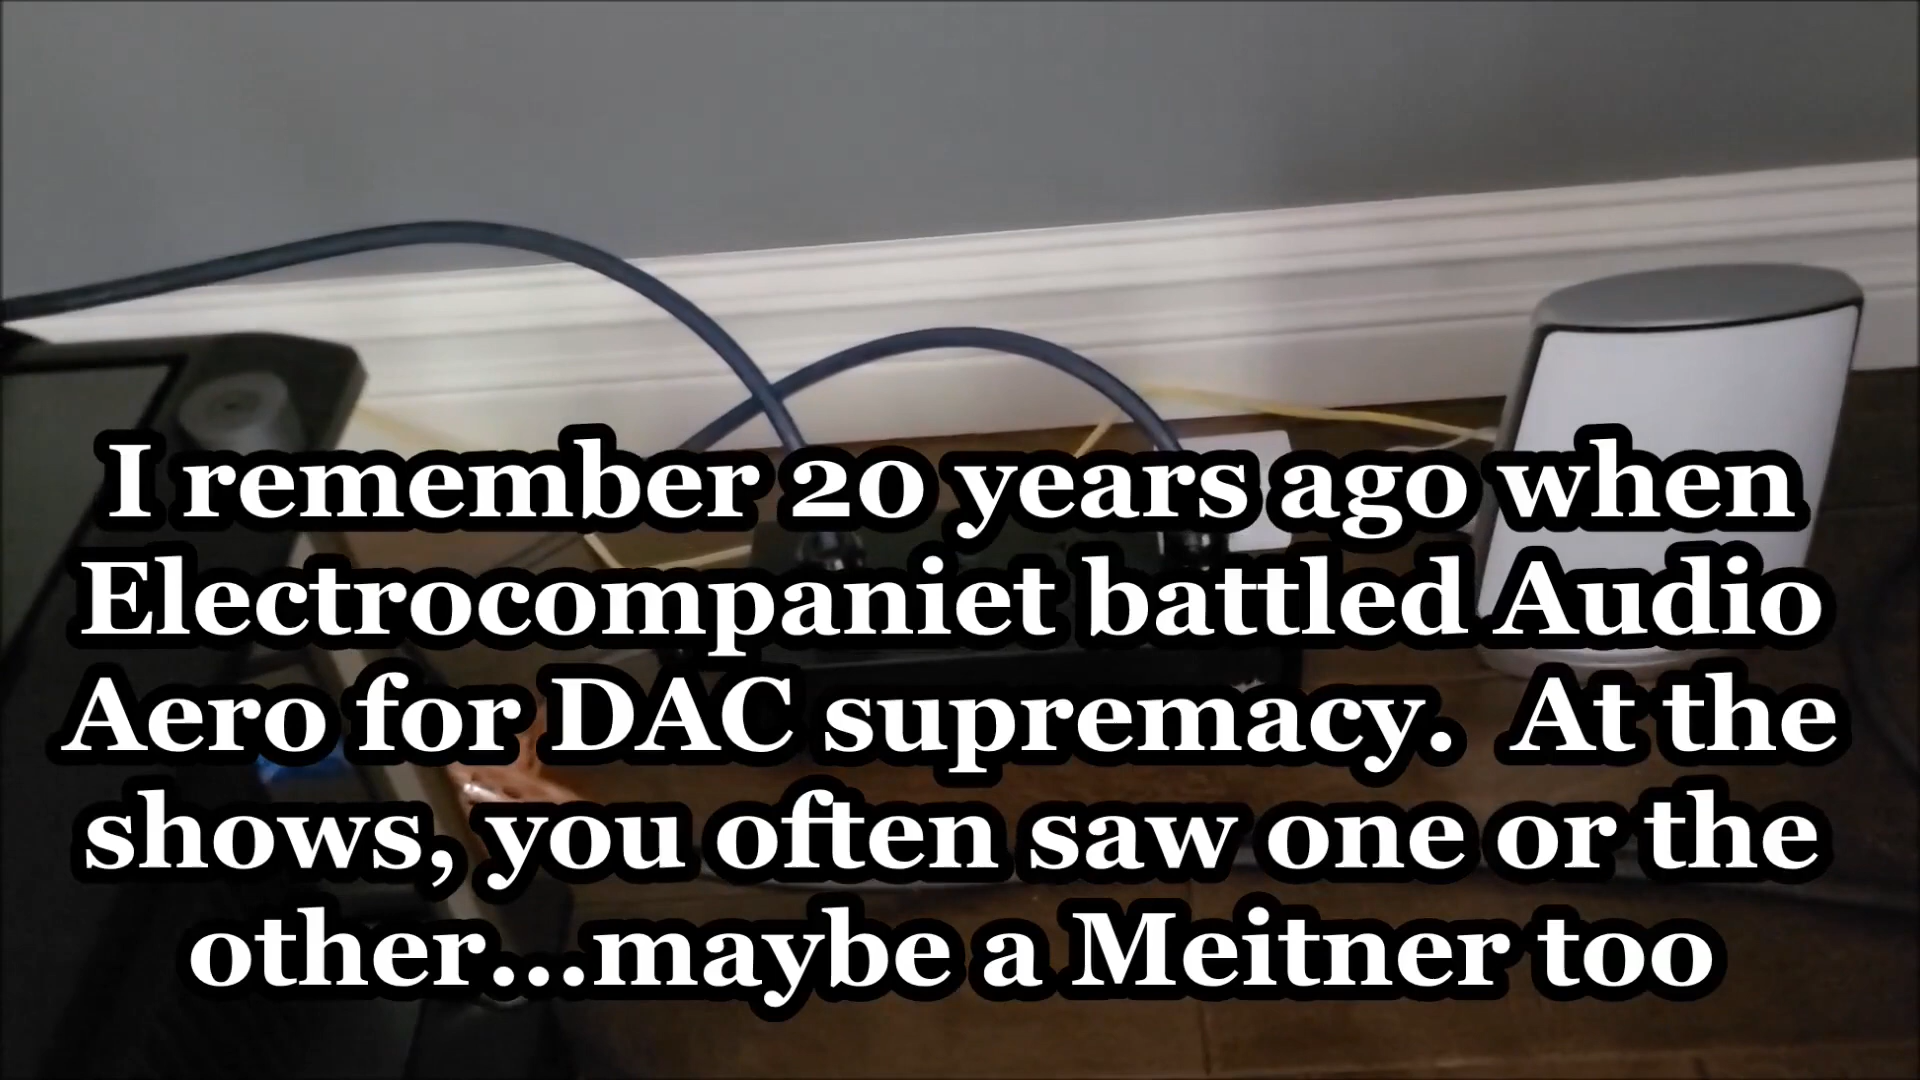 I remember 20 years ago when
Electrocompaniet battled Audio
Aero for DAC supremacy.  At the
shows, you often saw one or the
other...maybe a Meitner too